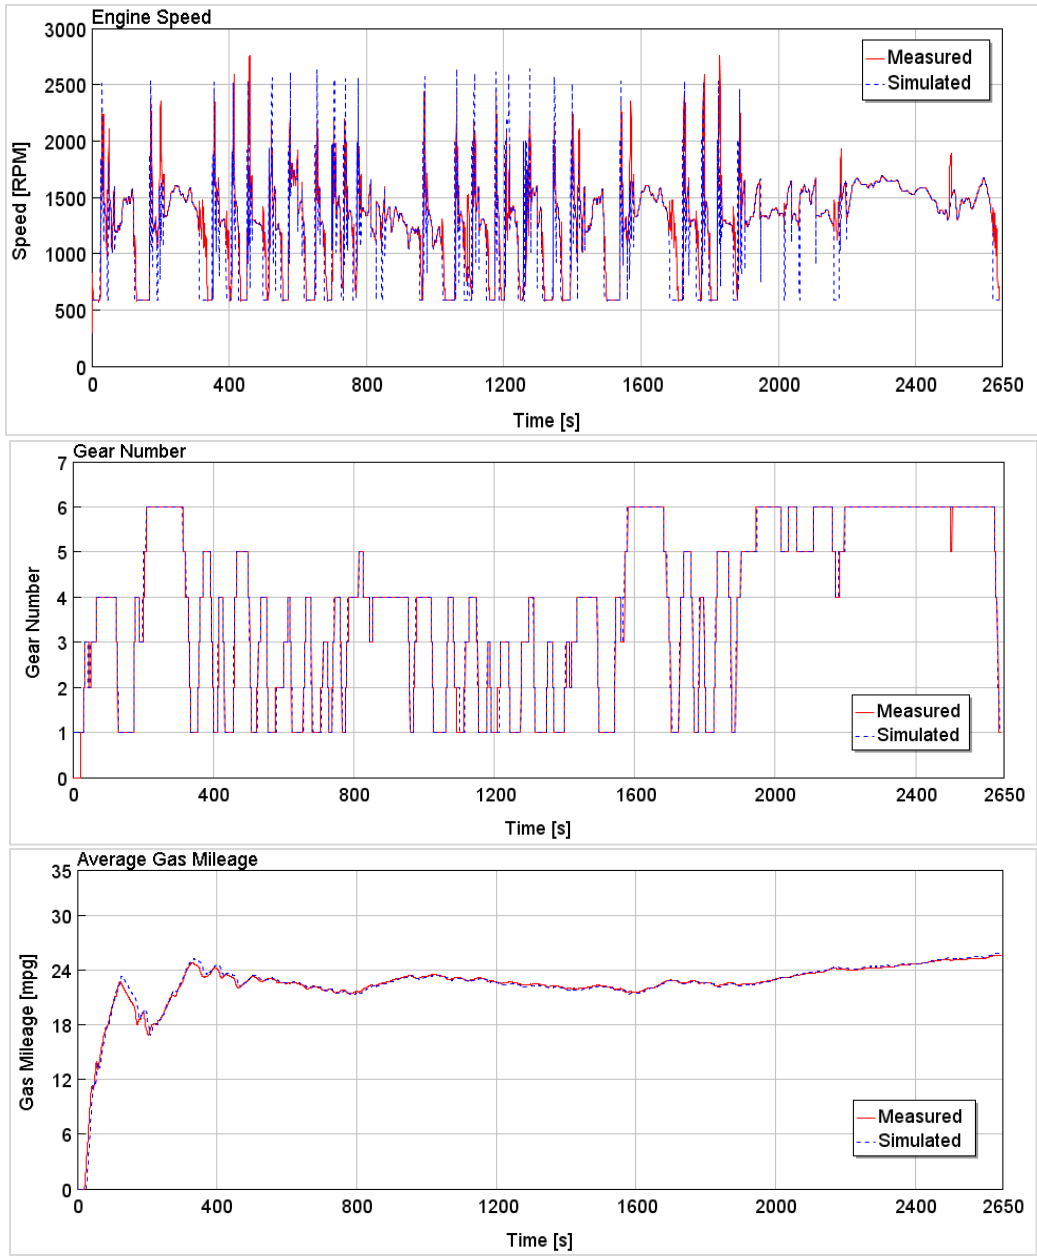 Engine Speed
3000
2500
2000
1500
1000
500
0
Speed [RPM]
Measured
Simulated
0 400 800 1200 1600 2000 2400 2650
Time [s]
Gear Number
7
6
5
4
3
2
1
0
Gear Number
Measured
Simulated
0 400 800 1200 1600 2000 2400 2650
Time [s]
Average Gas Mileage
35
30
24
18
12
6
0
Gas Mileage [mpg]
Measured
Simulated
0 400 800 1200 1600 2000 2400 2650
Time [s]